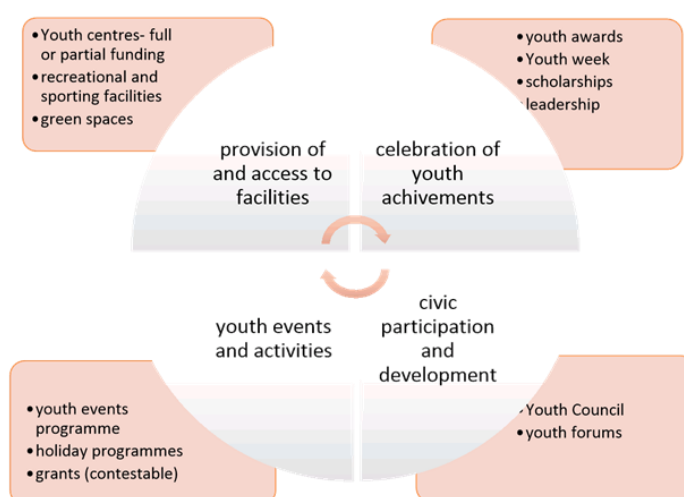 •Youth centres- full
or partial funding
•recreational and
sporting facilities
•green spaces
•youth awards
•Youth week
•scholarships
•leadership
provision of
and access to
facilities
celebration of
youth
achivements
youth events
and activities
civic
participation
and
development
•youth events
programme
•holiday programmes
•grants (contestable)
•Youth Council
•youth forums